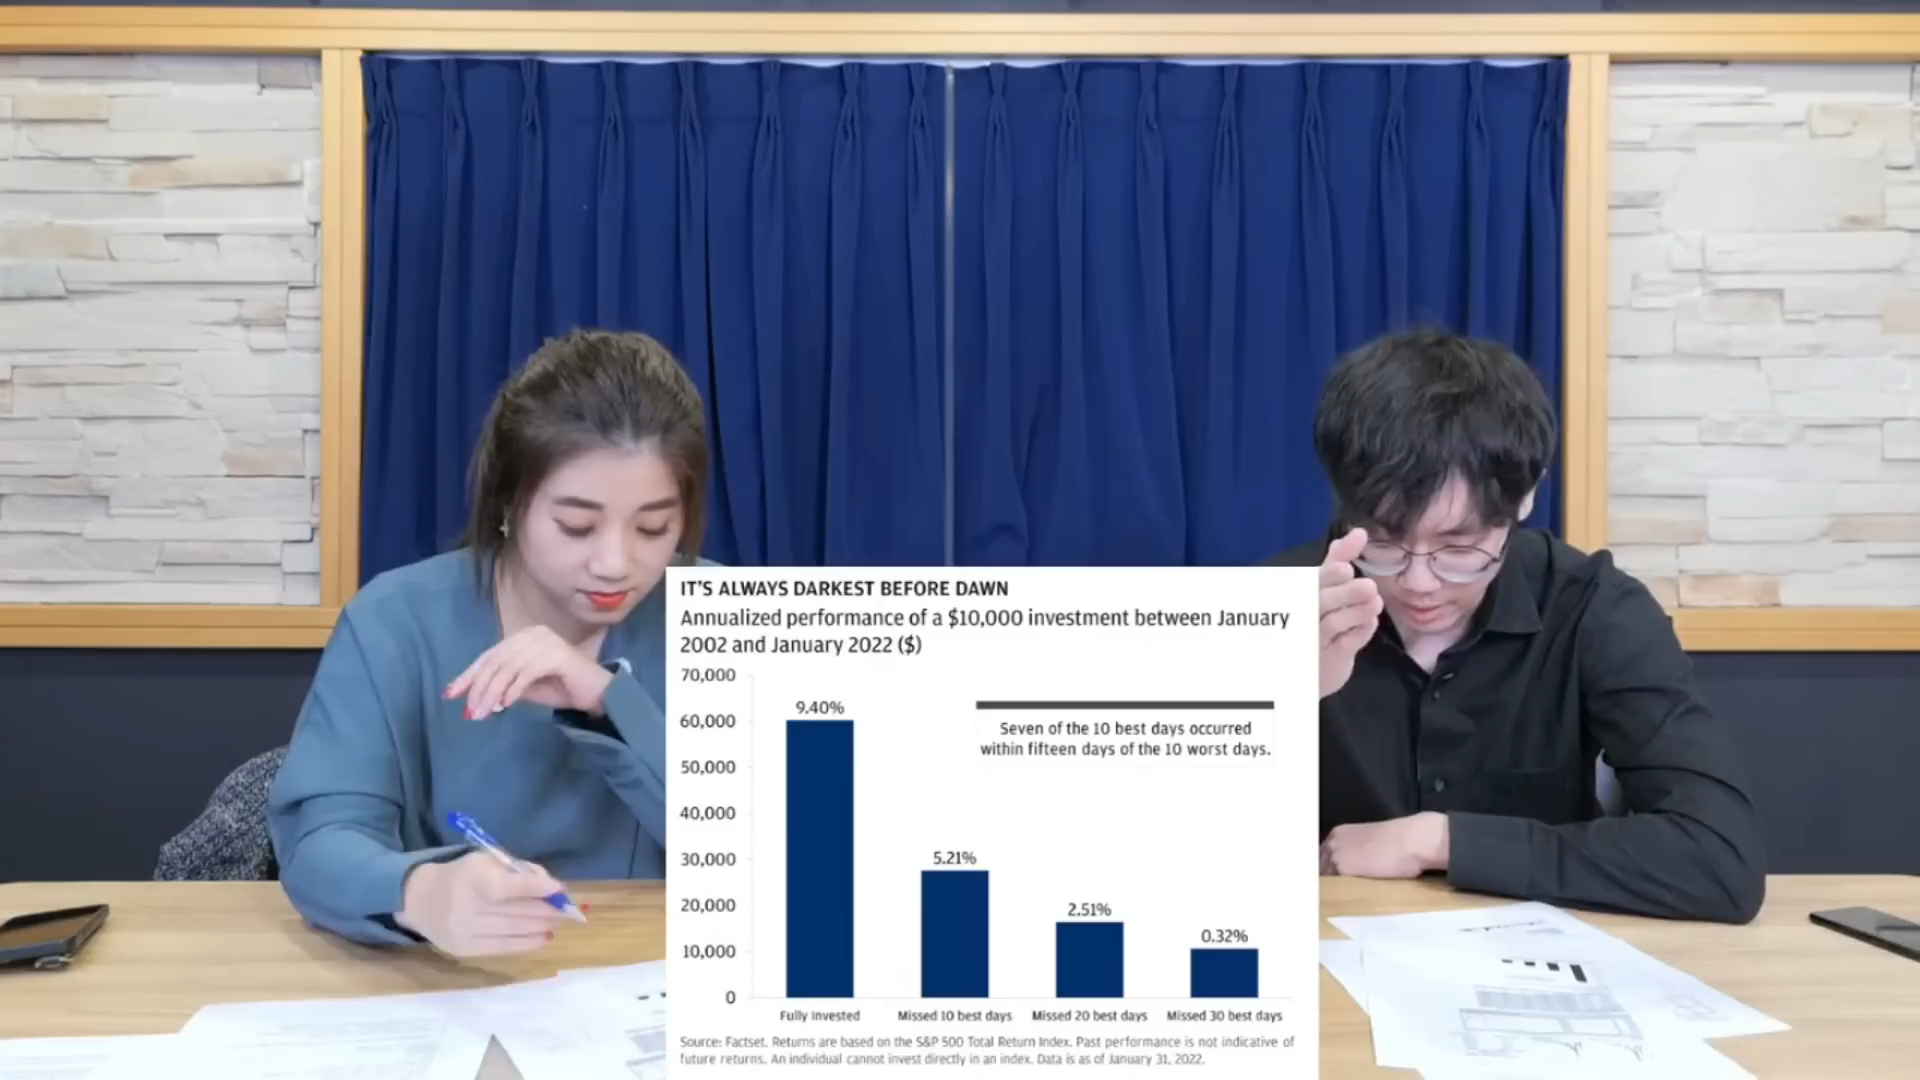 IT'S ALWAYS DARKEST BEFORE DAWN
Annualized performance of a $10,000 investment between January
2002 and January 2022 ($)
70,000
60,000
50,000
40,000
30,000
20,000
10,000
0
9.40%
5.21%
2.51%
0.32%
Seven of the 10 best days occurred
within fifteen days of the 10 worst days.
Fully Invested
Missed 10 best days
Missed 20 best days
Missed 30 best days
Source: Factset. Returns are based on the S&P 500 Total Return Index. Past performance is not indicative of
future returns. An individual cannot invest directly in an index. Data is as of January 31, 2022.